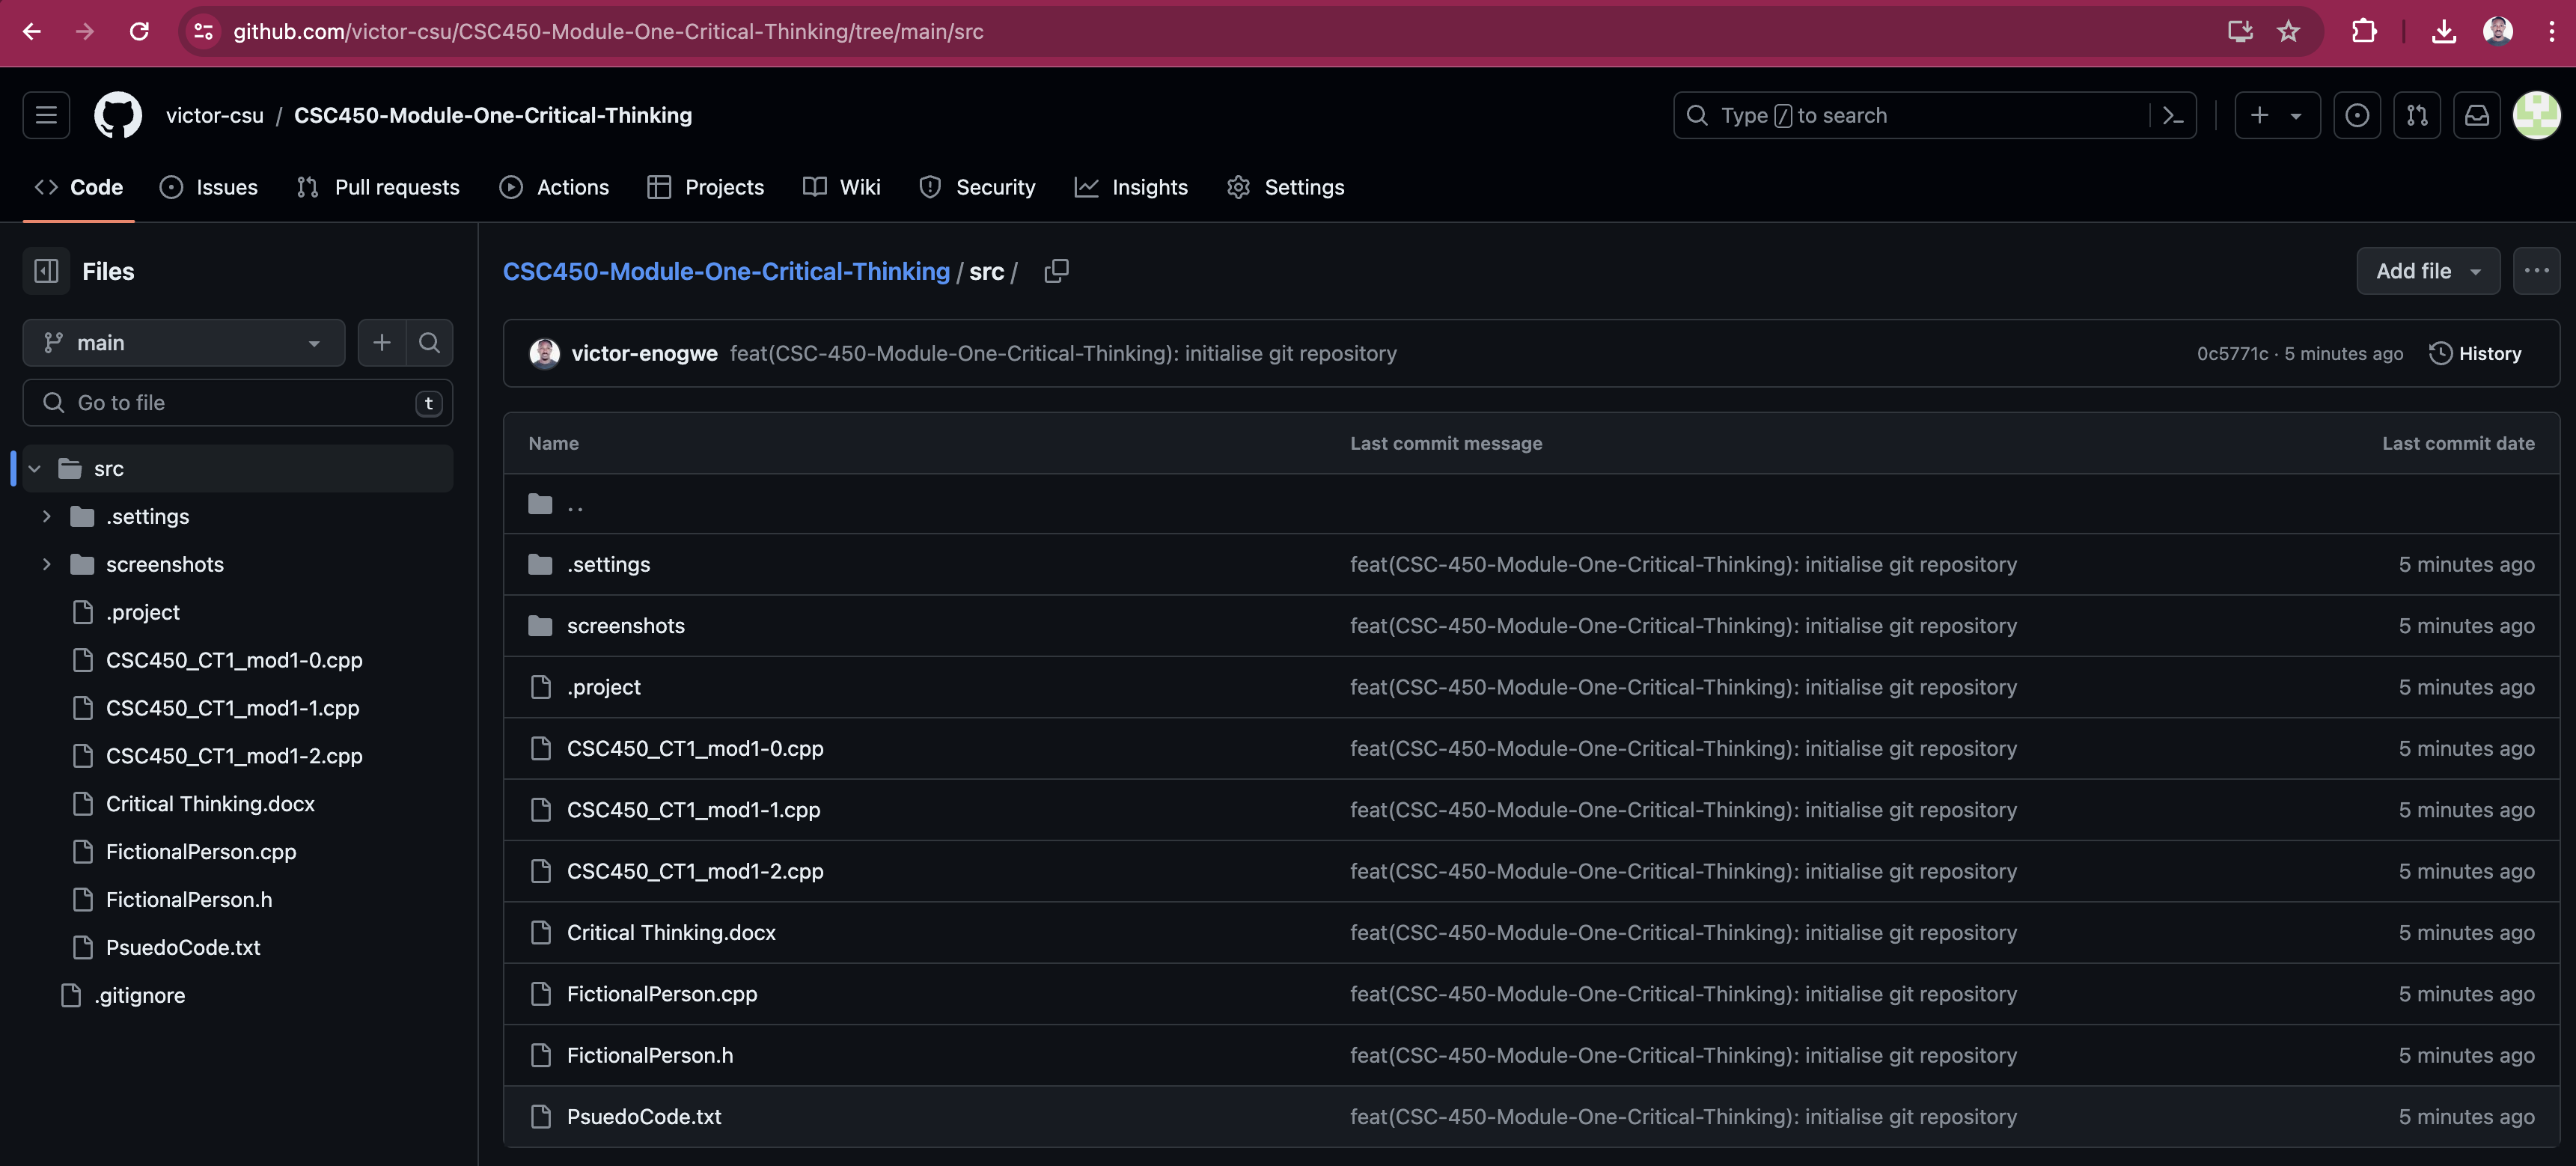 github.com/victor-csu/CSC450-Module-One-Critical-Thinking/tree/main/src
victor-csu / CSC450-Module-One-Critical-Thinking
Type / to search
Code Issues Pull requests Actions Projects Wiki Security Insights Settings
Files
main
Go to file t
src
.settings
screenshots
.project
CSC450_CT1_mod1-0.cpp
CSC450_CT1_mod1-1.cpp
CSC450_CT1_mod1-2.cpp
Critical Thinking.docx
FictionalPerson.cpp
FictionalPerson.h
PsuedoCode.txt
.gitignore
CSC450-Module-One-Critical-Thinking / src /
Add file
victor-enogwe feat(CSC-450-Module-One-Critical-Thinking): initialise git repository 0c5771c · 5 minutes ago History
Name Last commit message Last commit date
..
.settings feat(CSC-450-Module-One-Critical-Thinking): initialise git repository 5 minutes ago
screenshots feat(CSC-450-Module-One-Critical-Thinking): initialise git repository 5 minutes ago
.project feat(CSC-450-Module-One-Critical-Thinking): initialise git repository 5 minutes ago
CSC450_CT1_mod1-0.cpp feat(CSC-450-Module-One-Critical-Thinking): initialise git repository 5 minutes ago
CSC450_CT1_mod1-1.cpp feat(CSC-450-Module-One-Critical-Thinking): initialise git repository 5 minutes ago
CSC450_CT1_mod1-2.cpp feat(CSC-450-Module-One-Critical-Thinking): initialise git repository 5 minutes ago
Critical Thinking.docx feat(CSC-450-Module-One-Critical-Thinking): initialise git repository 5 minutes ago
FictionalPerson.cpp feat(CSC-450-Module-One-Critical-Thinking): initialise git repository 5 minutes ago
FictionalPerson.h feat(CSC-450-Module-One-Critical-Thinking): initialise git repository 5 minutes ago
PsuedoCode.txt feat(CSC-450-Module-One-Critical-Thinking): initialise git repository 5 minutes ago